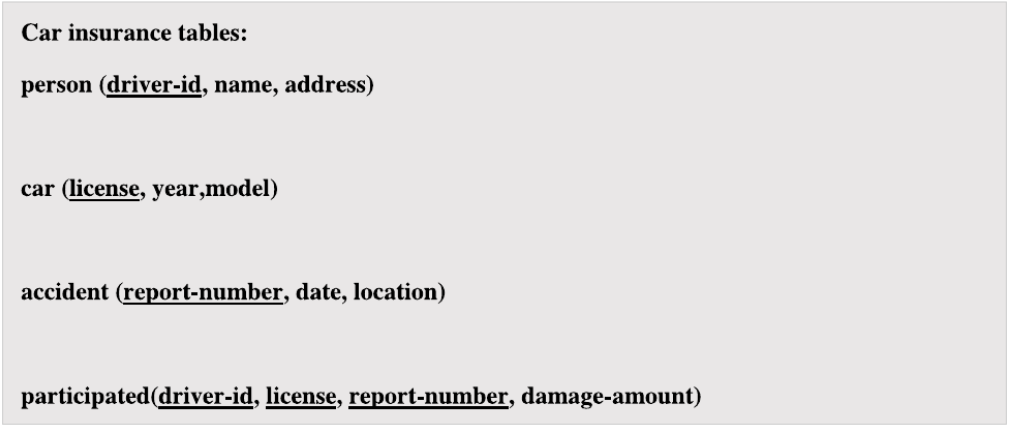 Car insurance tables:
person (driver-id, name, address)
car (license, year,model)
accident (report-number, date, location)
participated(driver-id, license, report-number, damage-amount)